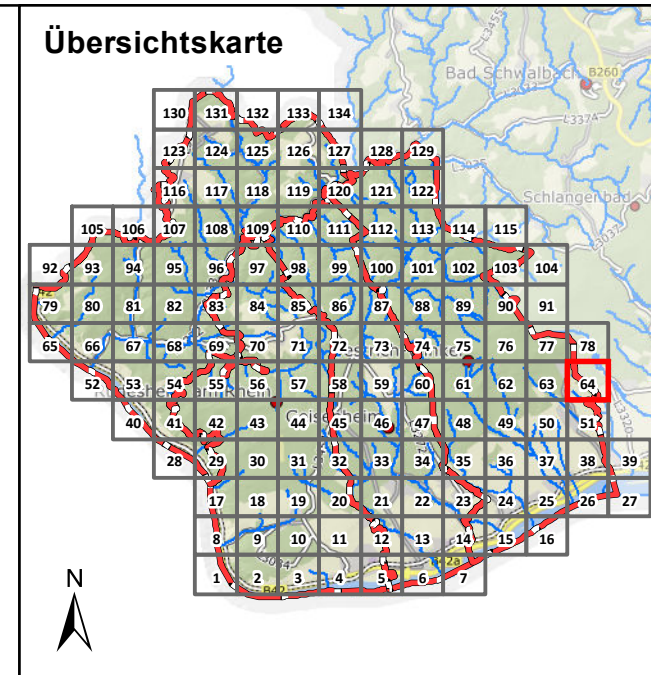 Übersichtskarte
Bad Schwalbach
B260
L3374
L3035
Schlangenbad
L3037
130 131 132 133 134
123 124 125 126 127 128 129
116 117 118 119 120 121 122
105 106 107 108 109 110 111 112 113 114 115
92 93 94 95 96 97 98 99 100 101 102 103 104
79 80 81 82 83 84 85 86 87 88 89 90 91
65 66 67 68 69 70 71 72 73 74 75 76 77 78
52 53 54 55 56 57 58 59 60 61 62 63 64
Geisenheim
L3320
40 41 42 43 44 45 46 47 48 49 50 51
28 29 30 31 32 33 34 35 36 37 38 39
17 18 19 20 21 22 23 24 25 26 27
8 9 10 11 12 13 14 15 16
L3034
B42a
1 2 3 4 5 6 7
B42
N